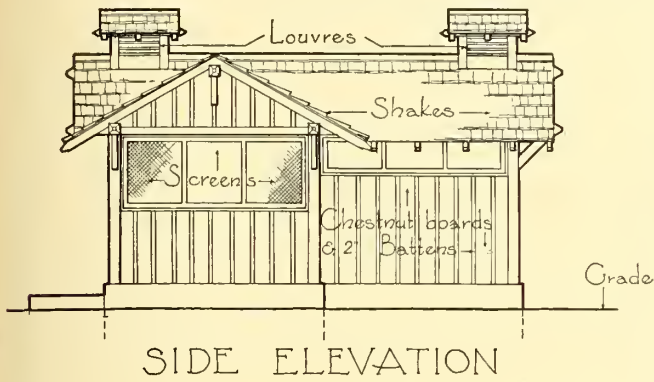 Louvres
Shakes
Screens
Chestnut boards
& 2" Battens
Grade
SIDE ELEVATION